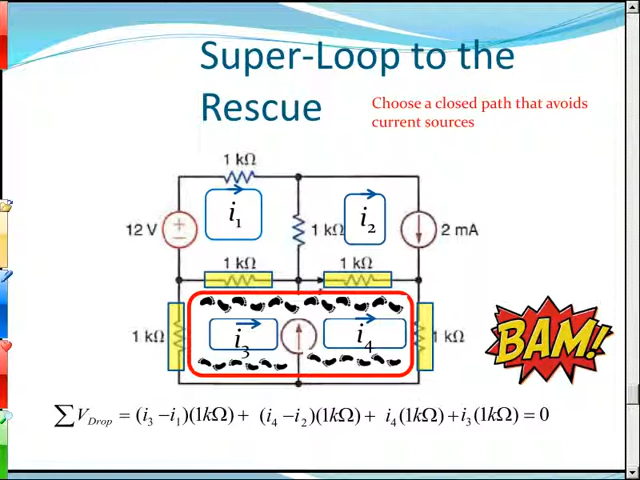 Super-Loop to the
Rescue
Choose a closed path that avoids
current sources
1 kΩ
i₁
i₂
12 V
1 kΩ
2 mA
1 kΩ
1 kΩ
1 kΩ
i₃
i₄
1 kΩ
BAM!
∑V_Drop = (i₃ − i₁)(1kΩ) + (i₄ − i₂)(1kΩ) + i₄(1kΩ) + i₃(1kΩ) = 0